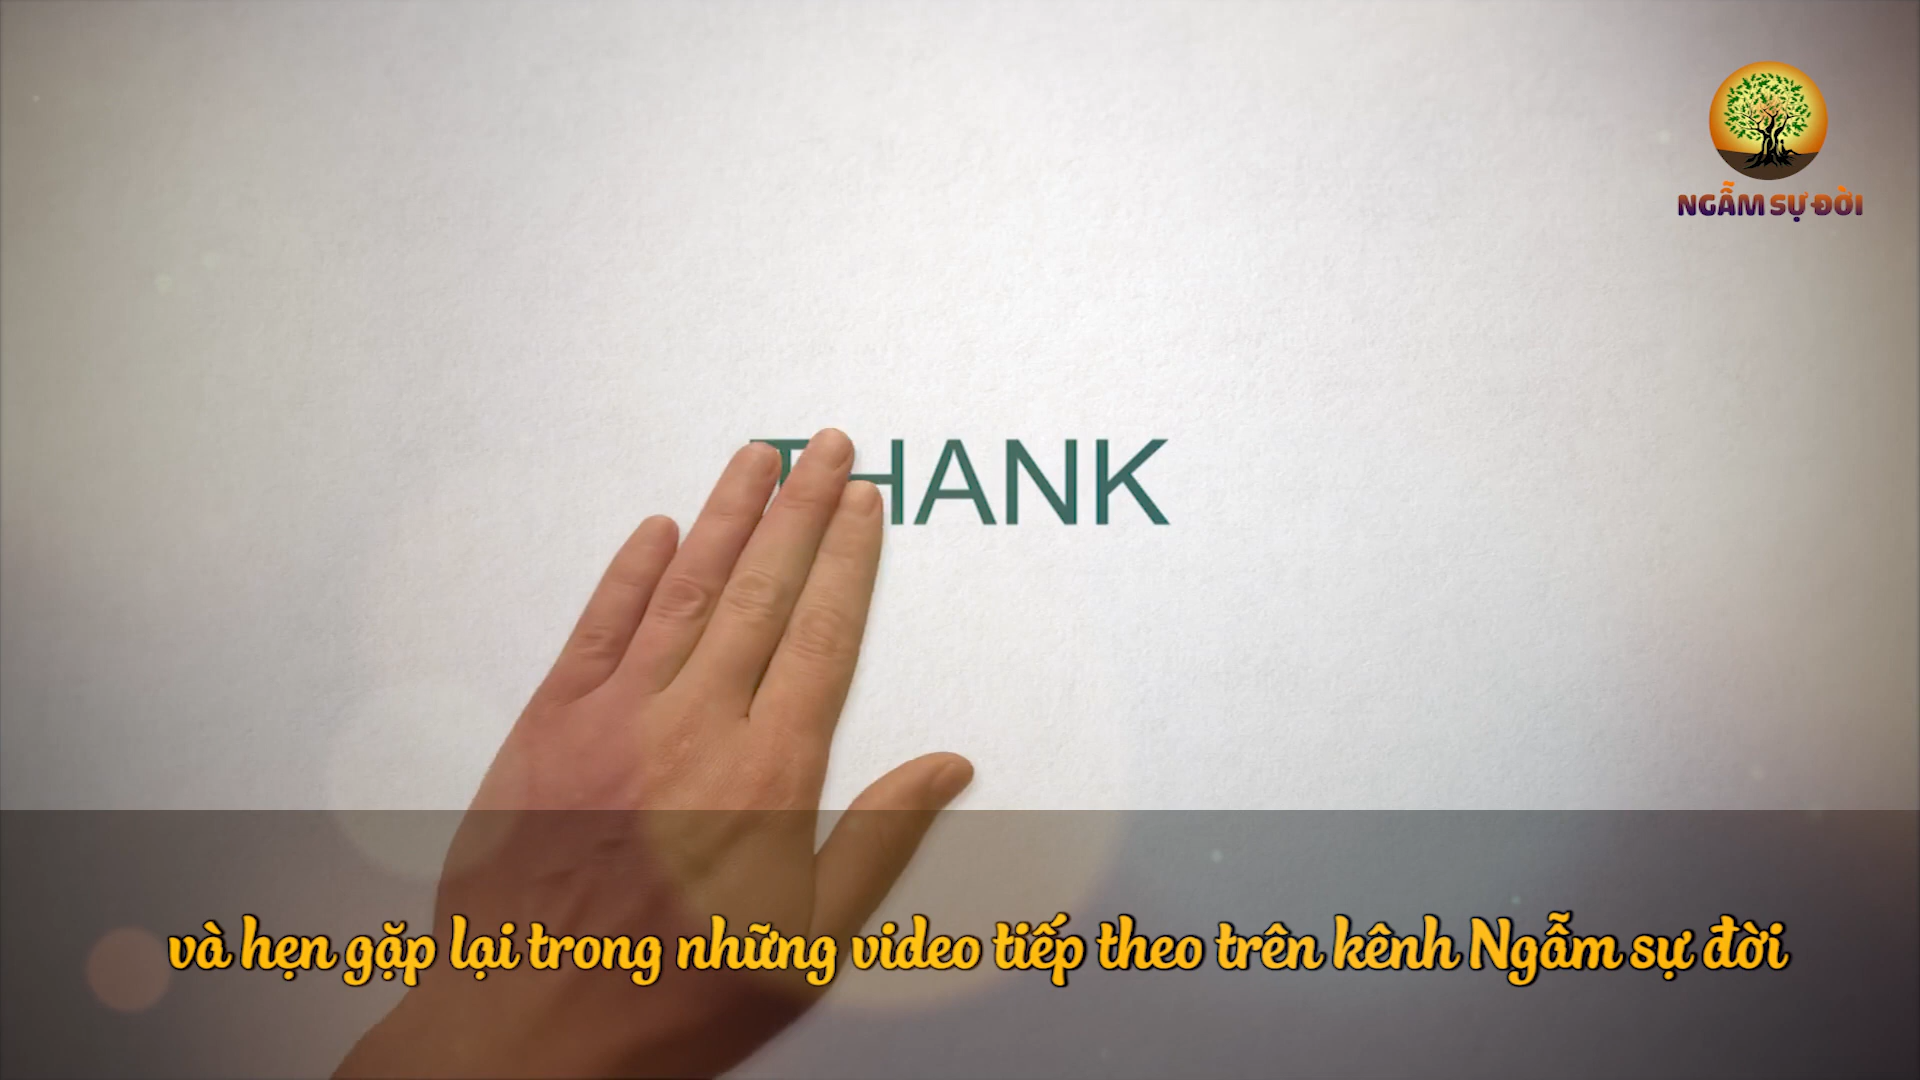 NGẪM SỰ ĐỜI
THANK
và hẹn gặp lại trong những video tiếp theo trên kênh Ngẫm sự đời